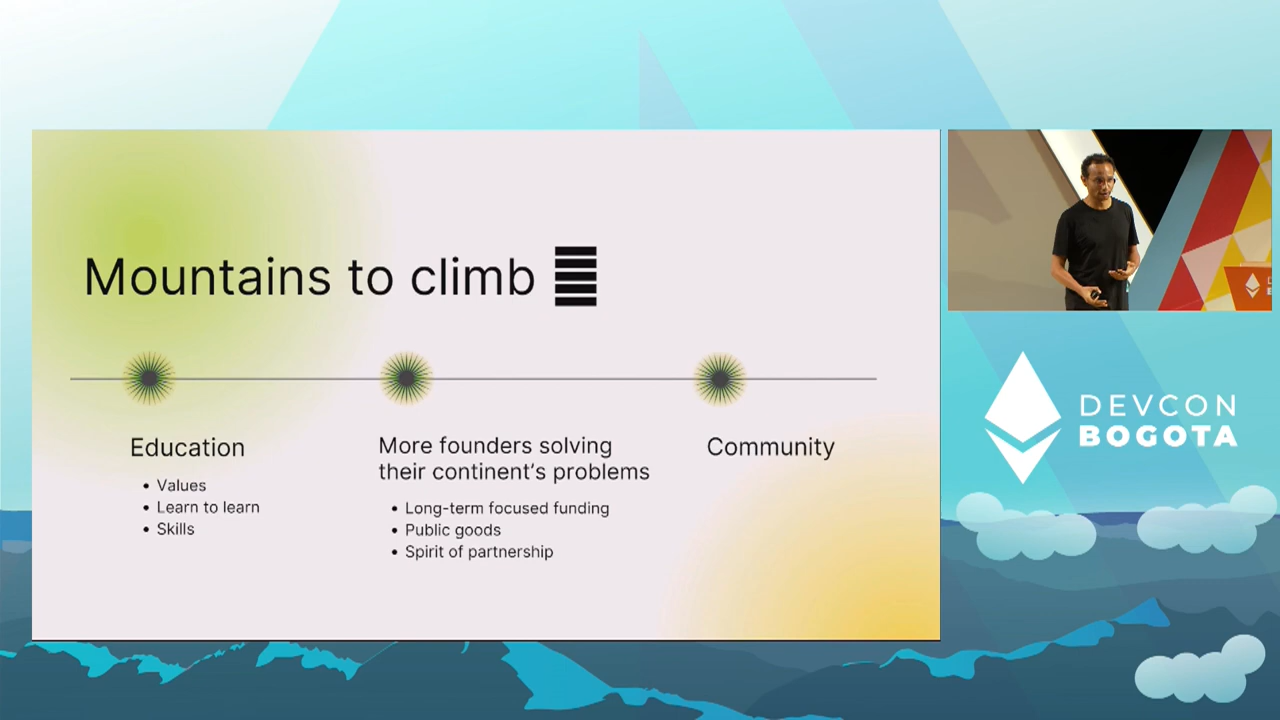 Mountains to climb
Education
Values
Learn to learn
Skills
More founders solving
their continent's problems
Long-term focused funding
Public goods
Spirit of partnership
Community
DEVCON
BOGOTA